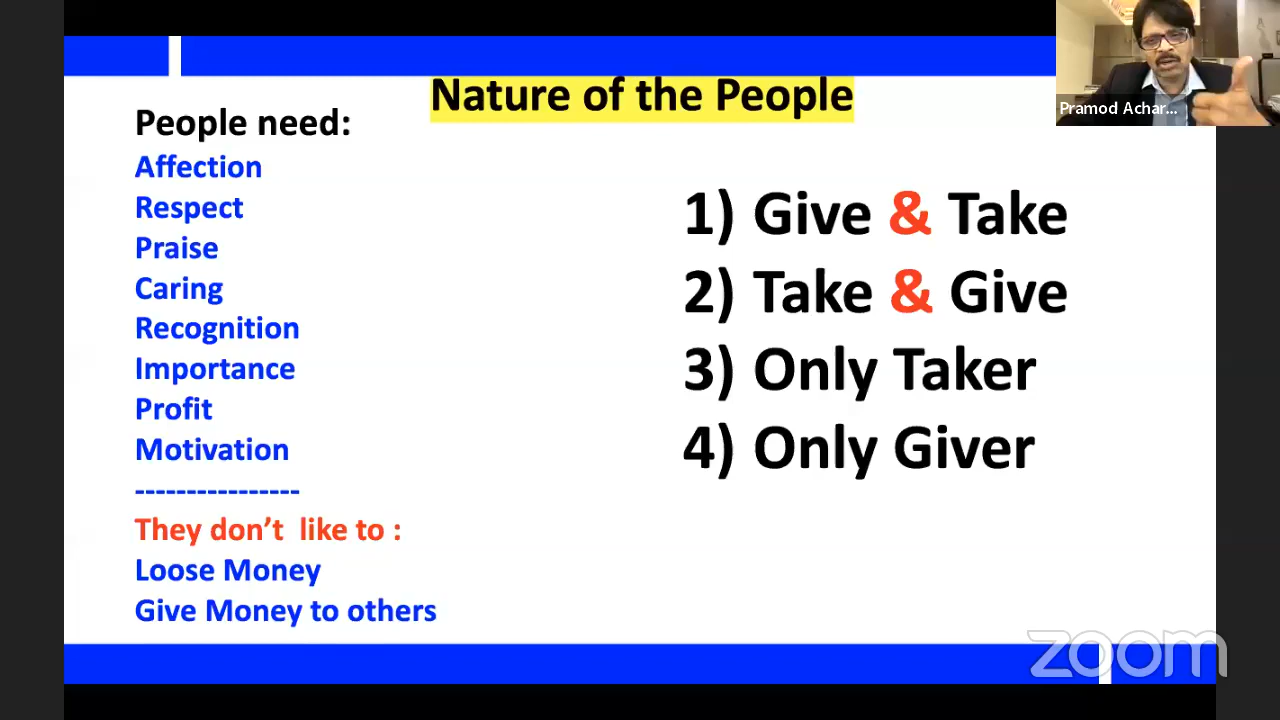 Nature of the People
People need:
Affection
Respect
Praise
Caring
Recognition
Importance
Profit
Motivation
----------------
They don’t  like to :
Loose Money
Give Money to others
1) Give & Take
2) Take & Give
3) Only Taker
4) Only Giver
Pramod Achar...
zoom